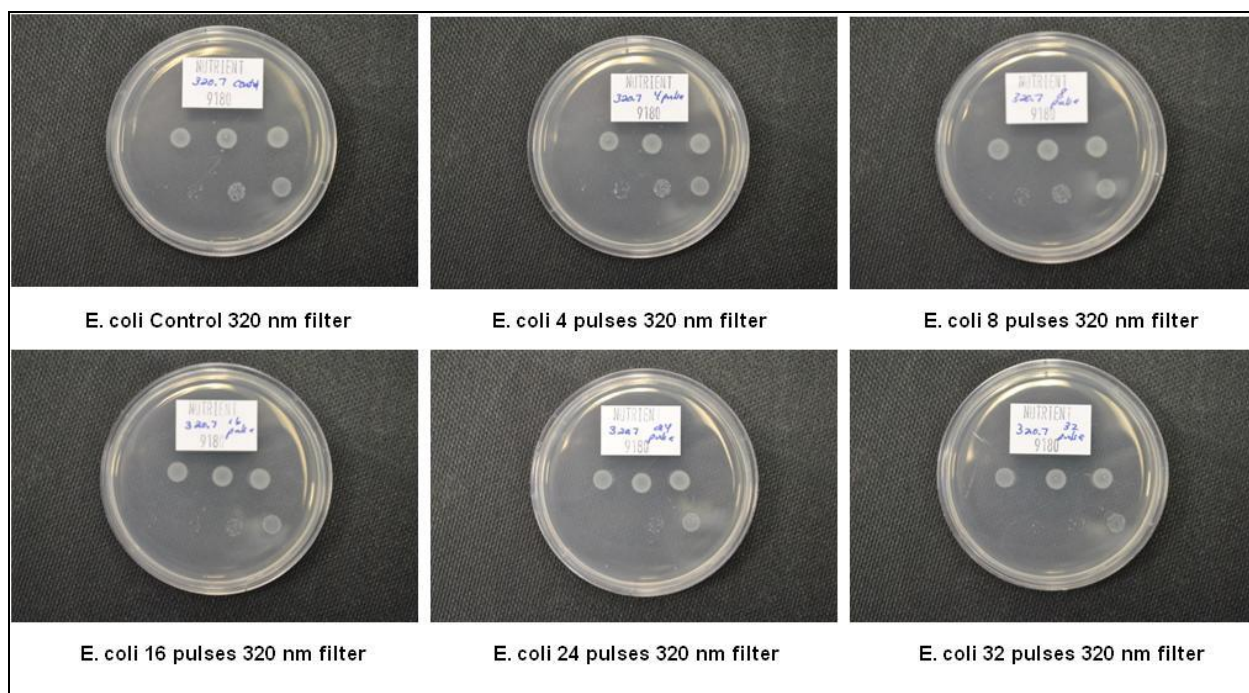 NUTRIENT
320.7 control
9180
NUTRIENT
320.7 4 pulse
9180
NUTRIENT
320.7 8 pulse
9180
E. coli Control 320 nm filter
E. coli 4 pulses 320 nm filter
E. coli 8 pulses 320 nm filter
NUTRIENT
320.7 16 pulse
9180
NUTRIENT
320.7 24 pulse
9180
NUTRIENT
320.7 32 pulse
9180
E. coli 16 pulses 320 nm filter
E. coli 24 pulses 320 nm filter
E. coli 32 pulses 320 nm filter